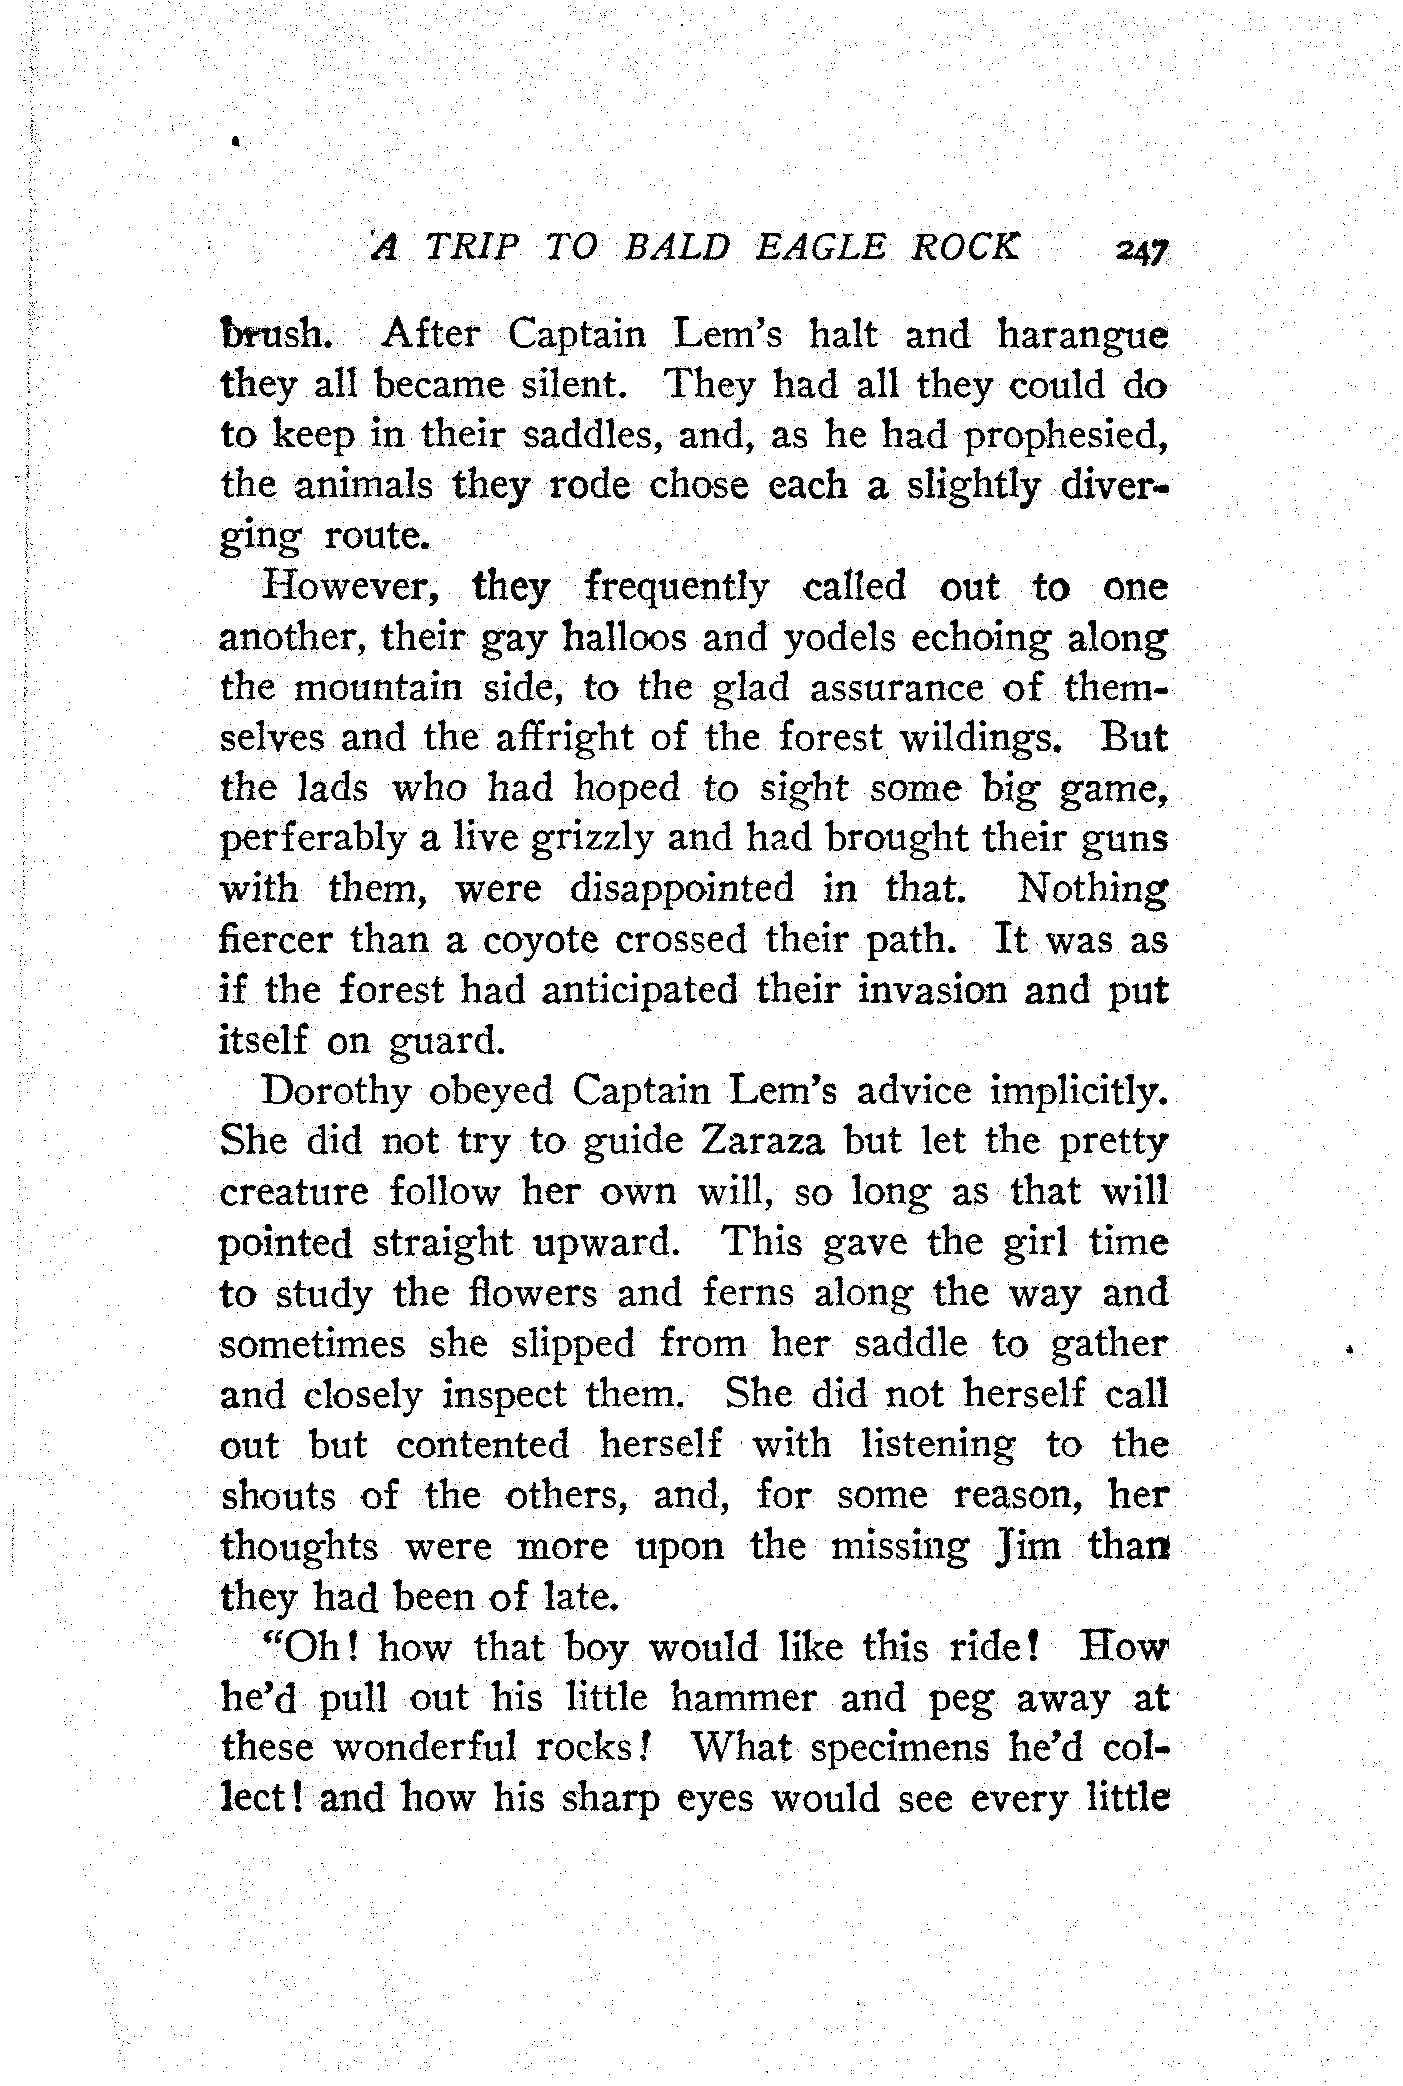 A TRIP TO BALD EAGLE ROCK 247
brush. After Captain Lem's halt and harangue
they all became silent. They had all they could do
to keep in their saddles, and, as he had prophesied,
the animals they rode chose each a slightly diver-
ging route.
However, they frequently called out to one
another, their gay halloos and yodels echoing along
the mountain side, to the glad assurance of them-
selves and the affright of the forest wildings. But
the lads who had hoped to sight some big game,
perferably a live grizzly and had brought their guns
with them, were disappointed in that. Nothing
fiercer than a coyote crossed their path. It was as
if the forest had anticipated their invasion and put
itself on guard.
Dorothy obeyed Captain Lem's advice implicitly.
She did not try to guide Zaraza but let the pretty
creature follow her own will, so long as that will
pointed straight upward. This gave the girl time
to study the flowers and ferns along the way and
sometimes she slipped from her saddle to gather
and closely inspect them. She did not herself call
out but contented herself with listening to the
shouts of the others, and, for some reason, her
thoughts were more upon the missing Jim than
they had been of late.
"Oh! how that boy would like this ride! How
he'd pull out his little hammer and peg away at
these wonderful rocks! What specimens he'd col-
lect! and how his sharp eyes would see every little